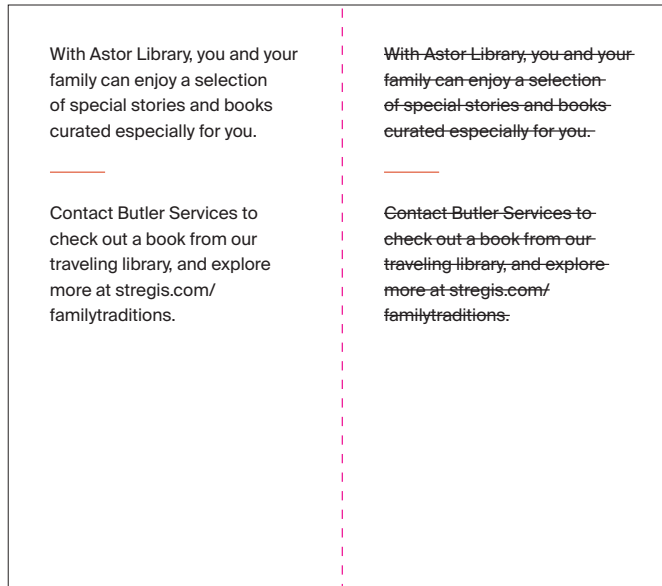 With Astor Library, you and your
family can enjoy a selection
of special stories and books
curated especially for you.
Contact Butler Services to
check out a book from our
traveling library, and explore
more at stregis.com/
familytraditions.
With Astor Library, you and your
family can enjoy a selection
of special stories and books
curated especially for you.
Contact Butler Services to
check out a book from our
traveling library, and explore
more at stregis.com/
familytraditions.